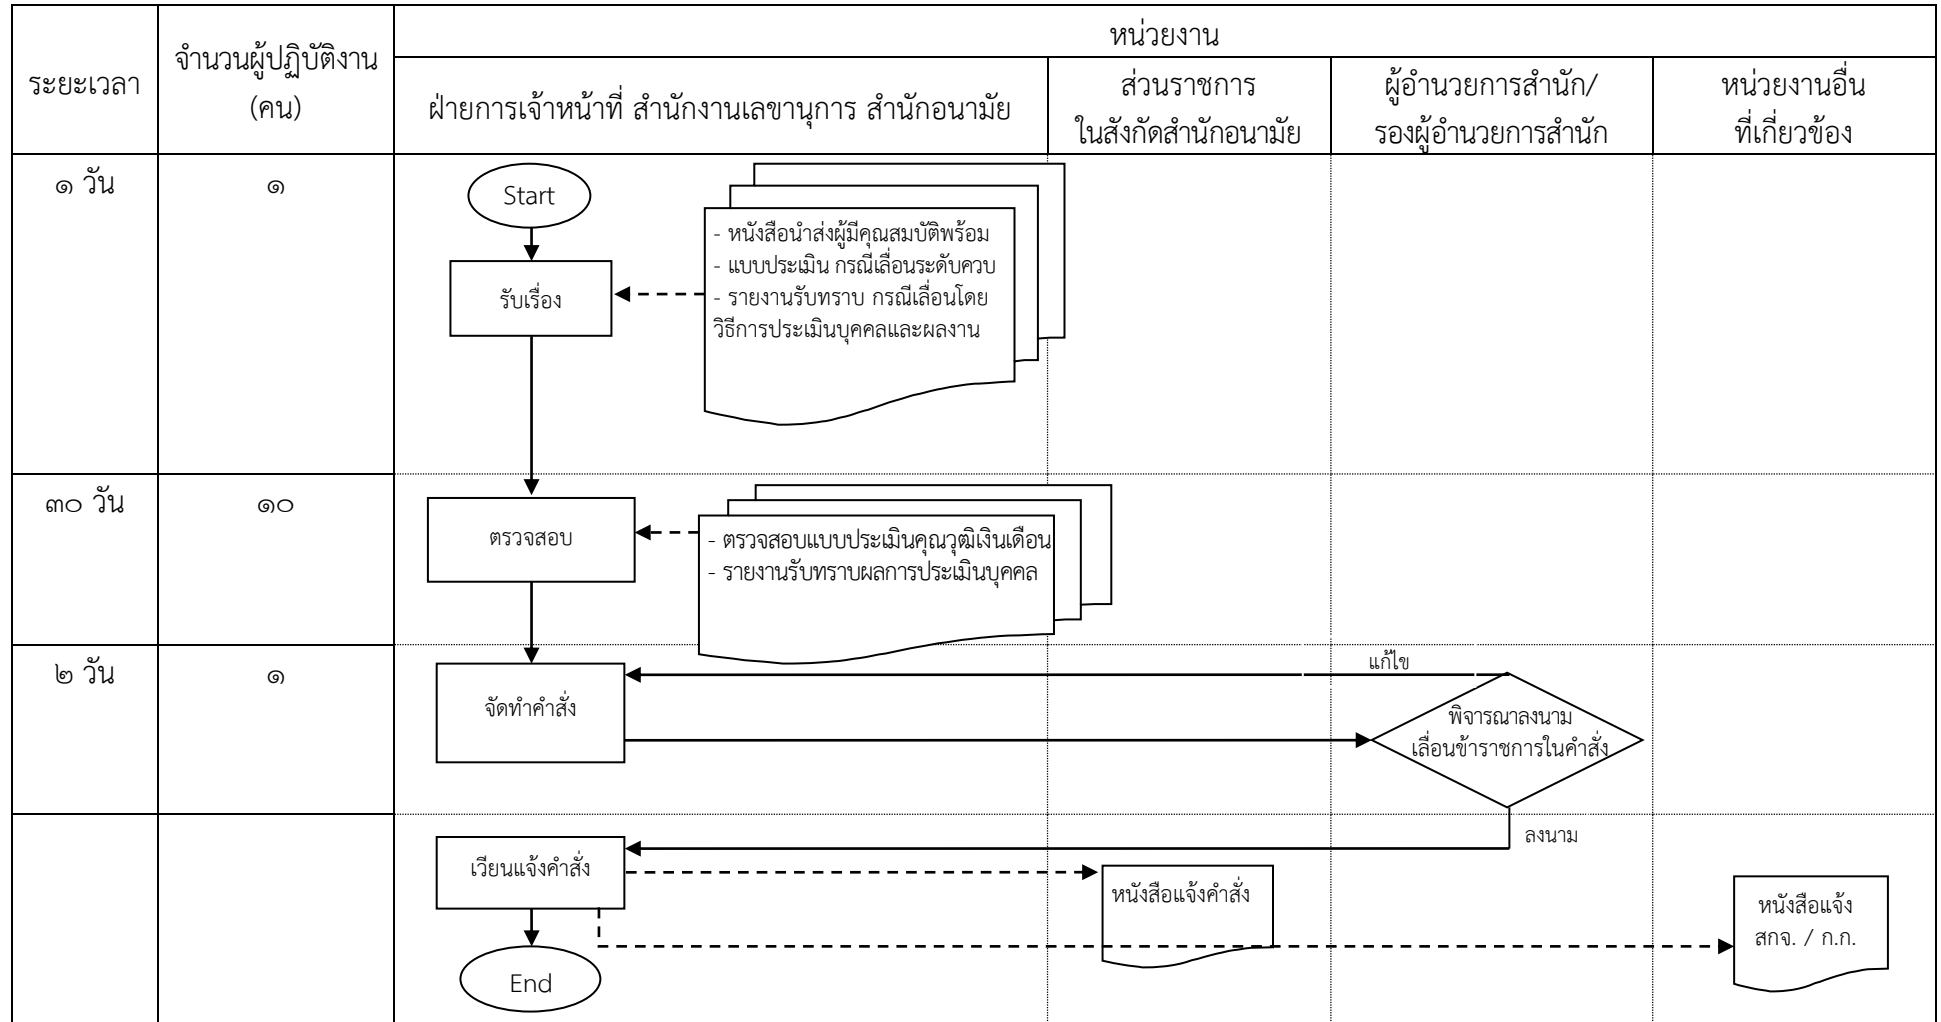 ระยะเวลา
จำนวนผู้ปฏิบัติงาน
(คน)
หน่วยงาน
ฝ่ายการเจ้าหน้าที่ สำนักงานเลขานุการ สำนักอนามัย
ส่วนราชการ
ในสังกัดสำนักอนามัย
ผู้อำนวยการสำนัก/
รองผู้อำนวยการสำนัก
หน่วยงานอื่น
ที่เกี่ยวข้อง
๑ วัน
๑
Start
รับเรื่อง
- หนังสือนำส่งผู้มีคุณสมบัติพร้อม
- แบบประเมิน กรณีเลื่อนระดับควบ
- รายงานรับทราบ กรณีเลื่อนโดย
วิธีการประเมินบุคคลและผลงาน
๓๐ วัน
๑๐
ตรวจสอบ
- ตรวจสอบแบบประเมินคุณวุฒิเงินเดือน
- รายงานรับทราบผลการประเมินบุคคล
๒ วัน
๑
จัดทำคำสั่ง
แก้ไข
พิจารณาลงนาม
เลื่อนข้าราชการในคำสั่ง
ลงนาม
เวียนแจ้งคำสั่ง
หนังสือแจ้งคำสั่ง
หนังสือแจ้ง
สกจ. / ก.ก.
End